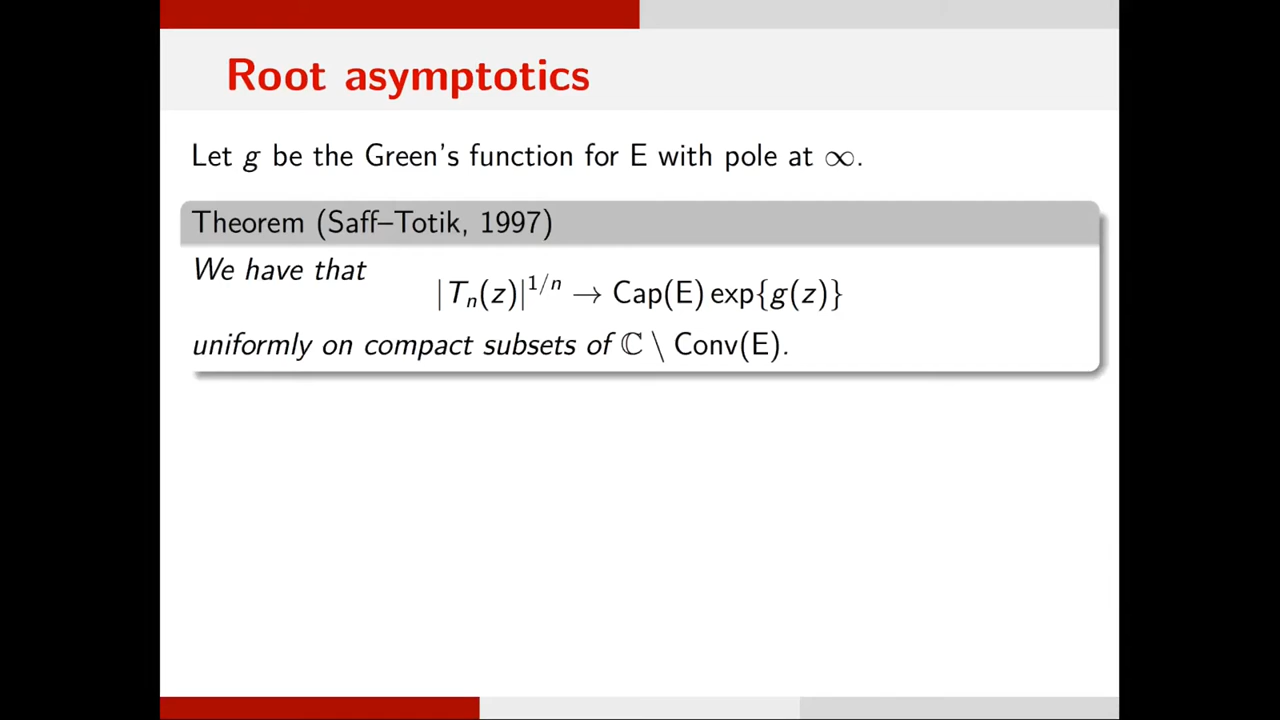 Root asymptotics
Let g be the Green's function for E with pole at ∞.
Theorem (Saff–Totik, 1997)
We have that
|Tₙ(z)|^{1/n} → Cap(E) exp{g(z)}
uniformly on compact subsets of ℂ \ Conv(E).